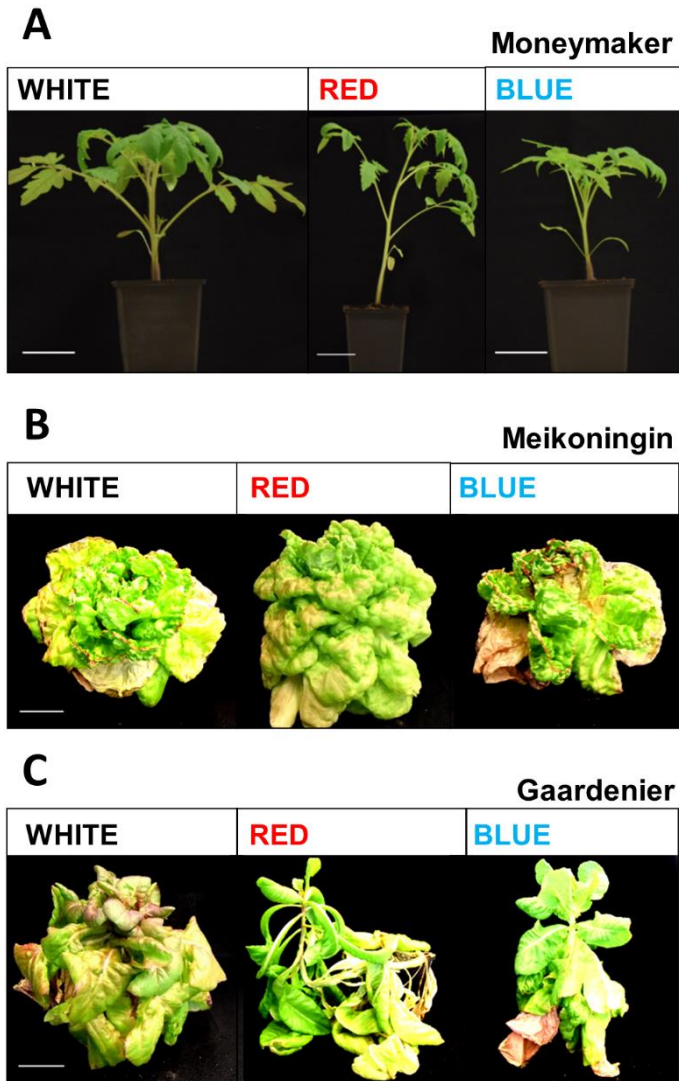 A
Moneymaker
WHITE RED BLUE
B
Meikoningin
WHITE RED BLUE
C
Gaardenier
WHITE RED BLUE